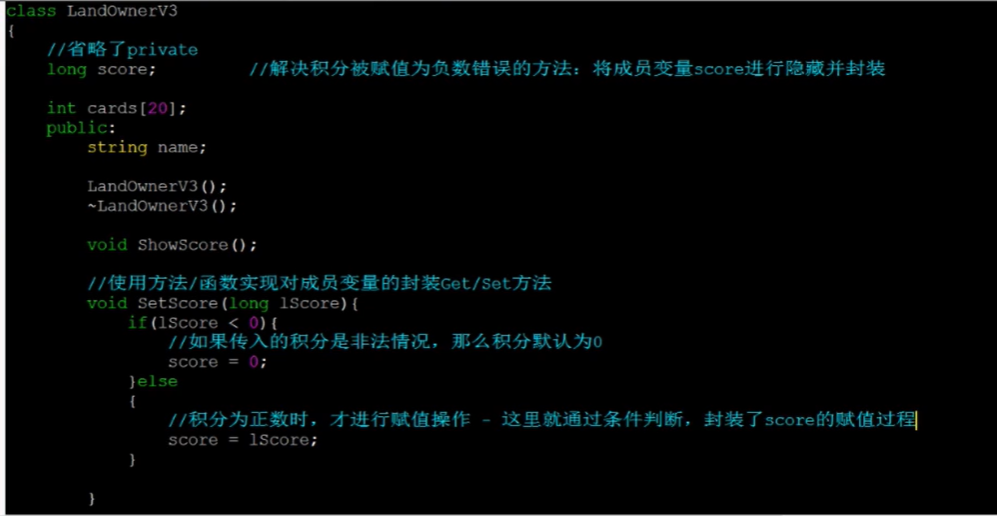 class LandOwnerV3
{
//省略了private
long score; //解决积分被赋值为负数错误的方法：将成员变量score进行隐藏并封装
int cards[20];
public:
string name;
LandOwnerV3();
~LandOwnerV3();
void ShowScore();
//使用方法/函数实现对成员变量的封装Get/Set方法
void SetScore(long lScore){
if(lScore < 0){
//如果传入的积分是非法情况，那么积分默认为0
score = 0;
}else
{
//积分为正数时，才进行赋值操作 - 这里就通过条件判断，封装了score的赋值过程
score = lScore;
}
}